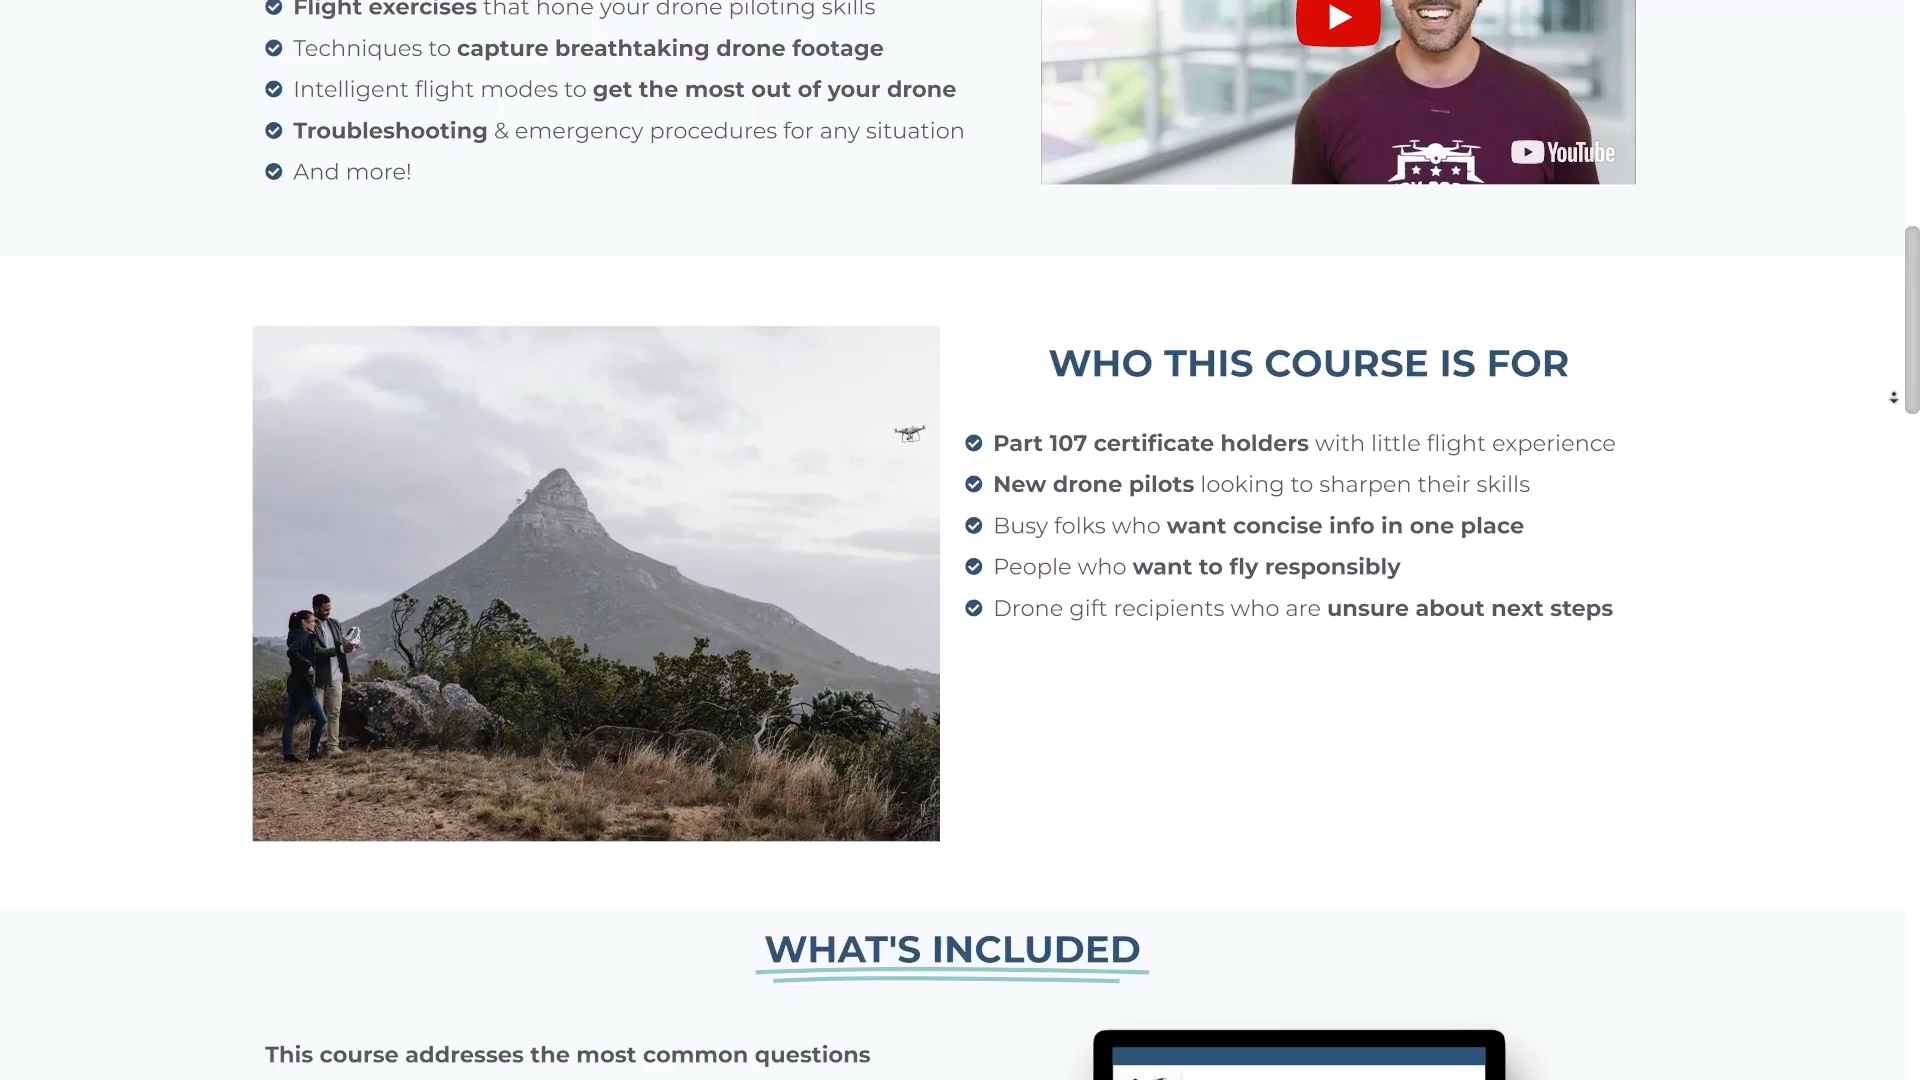 Flight exercises that hone your drone piloting skills
Techniques to capture breathtaking drone footage
Intelligent flight modes to get the most out of your drone
Troubleshooting & emergency procedures for any situation
And more!
YouTube
WHO THIS COURSE IS FOR
Part 107 certificate holders with little flight experience
New drone pilots looking to sharpen their skills
Busy folks who want concise info in one place
People who want to fly responsibly
Drone gift recipients who are unsure about next steps
WHAT'S INCLUDED
This course addresses the most common questions